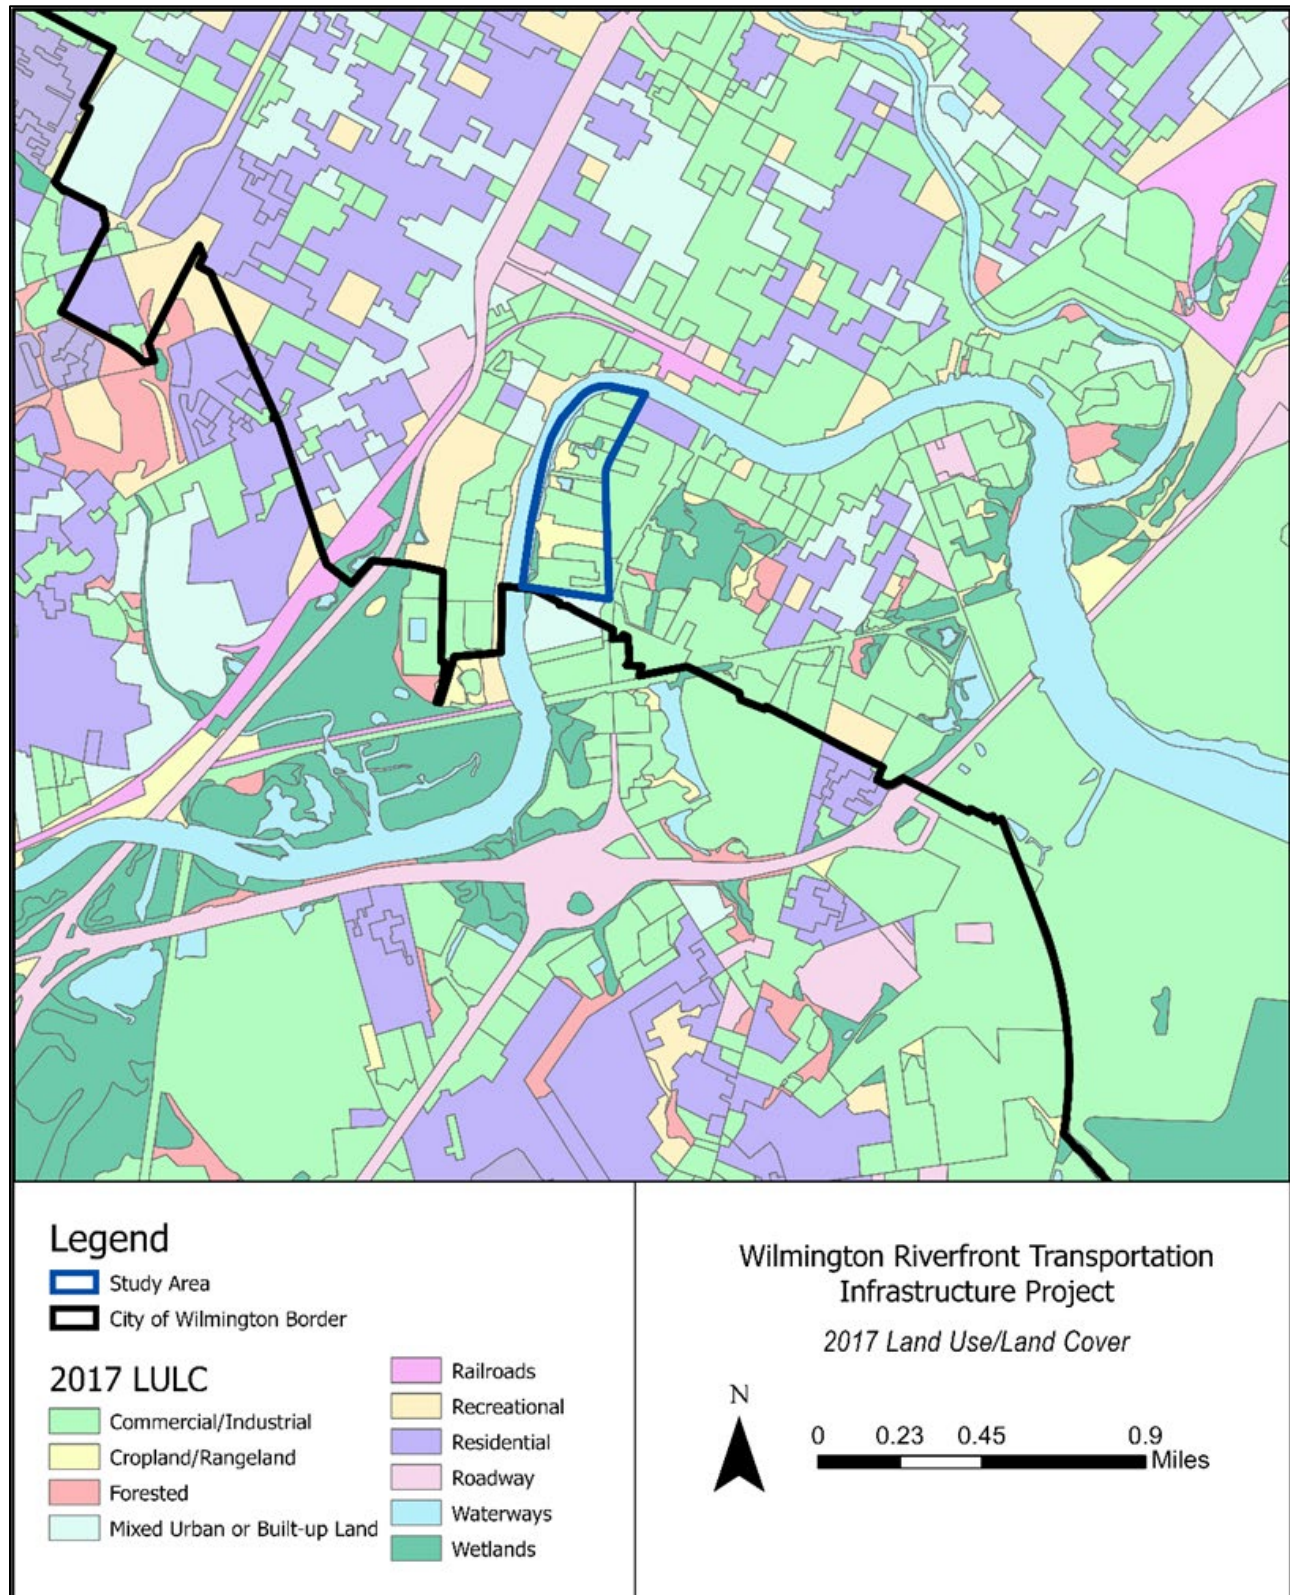 Legend
Study Area
City of Wilmington Border
2017 LULC
Commercial/Industrial
Cropland/Rangeland
Forested
Mixed Urban or Built-up Land
Railroads
Recreational
Residential
Roadway
Waterways
Wetlands
Wilmington Riverfront Transportation
Infrastructure Project
2017 Land Use/Land Cover
N
0 0.23 0.45 0.9
Miles